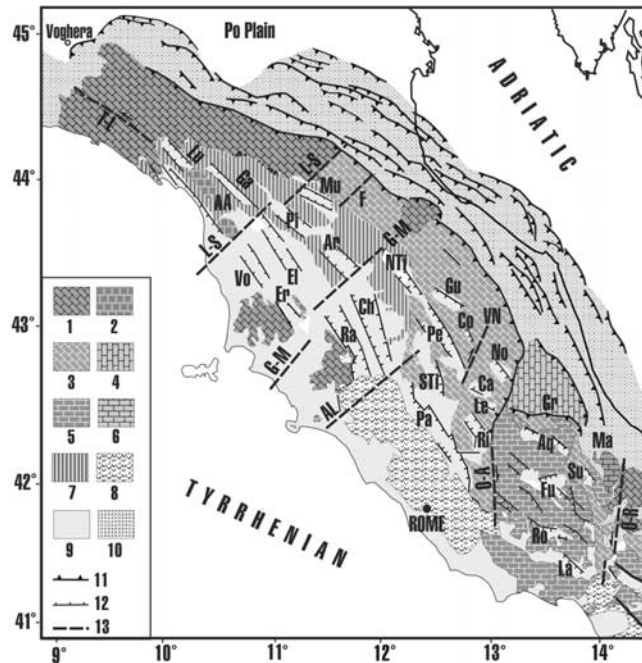 45°
Voghera
Po Plain
ADRIATIC
T-L
44°
Lu
Ga
L-S
Mu
F
AA
Pi
Ar
G-M
L-S
NTi
Vo
El
Gu
Er
Ch
Co
VN
43°
Ra
Pe
No
G-M
STi
Ca
Gr
AL
Le
Pa
Ri
Aq
Ma
Su
42°
TYRRHENIAN
Fu
O-A
O-R
ROME
Ro
La
41°
1
2
3
4
5
6
7
8
9
10
11
12
13
9°
10°
11°
12°
13°
14°